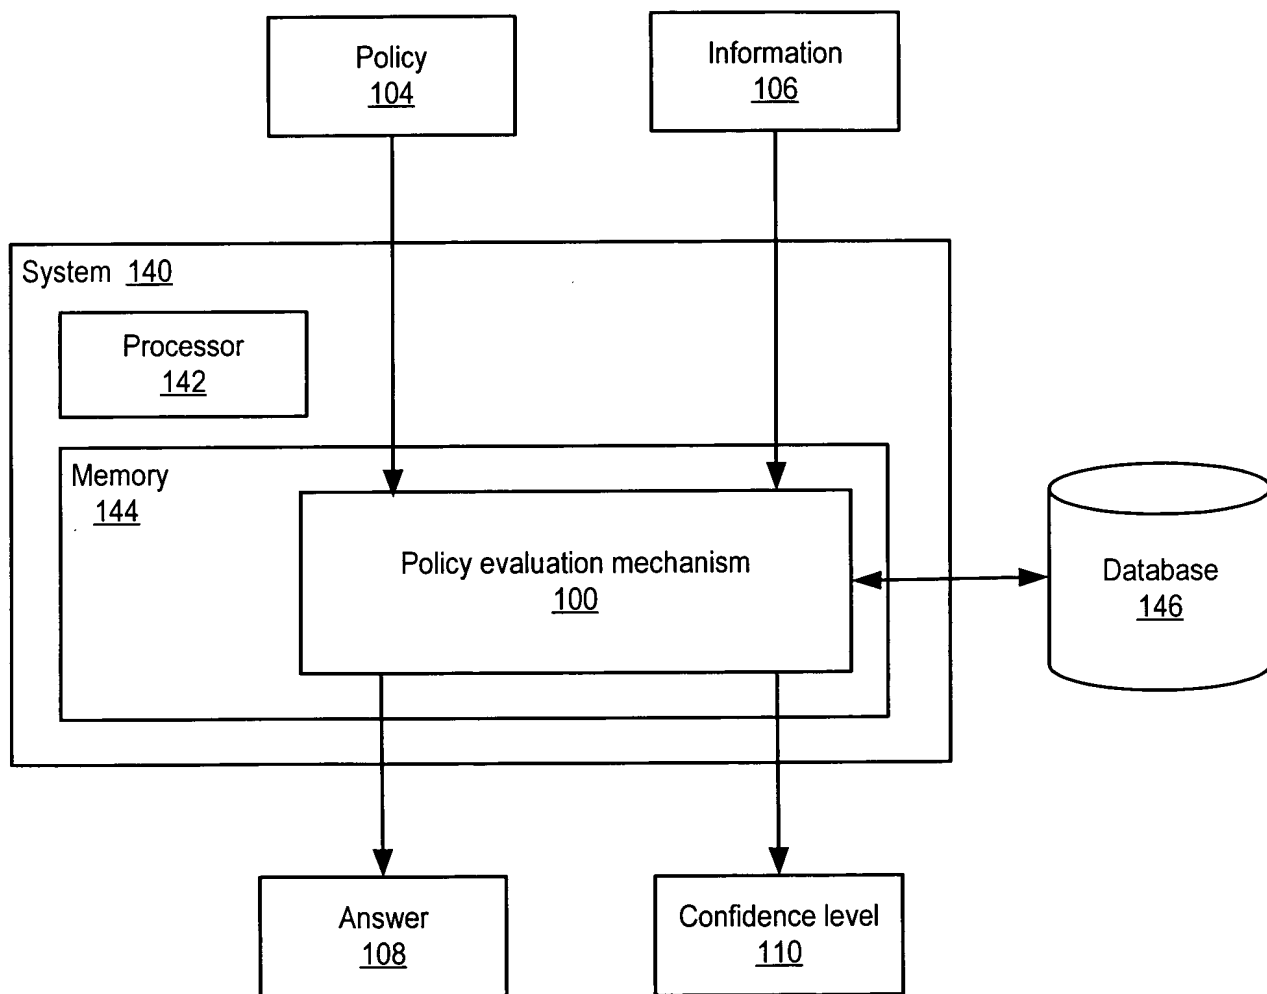 Policy
104
Information
106
System 140
Processor
142
Memory
144
Policy evaluation mechanism
100
Database
146
Answer
108
Confidence level
110